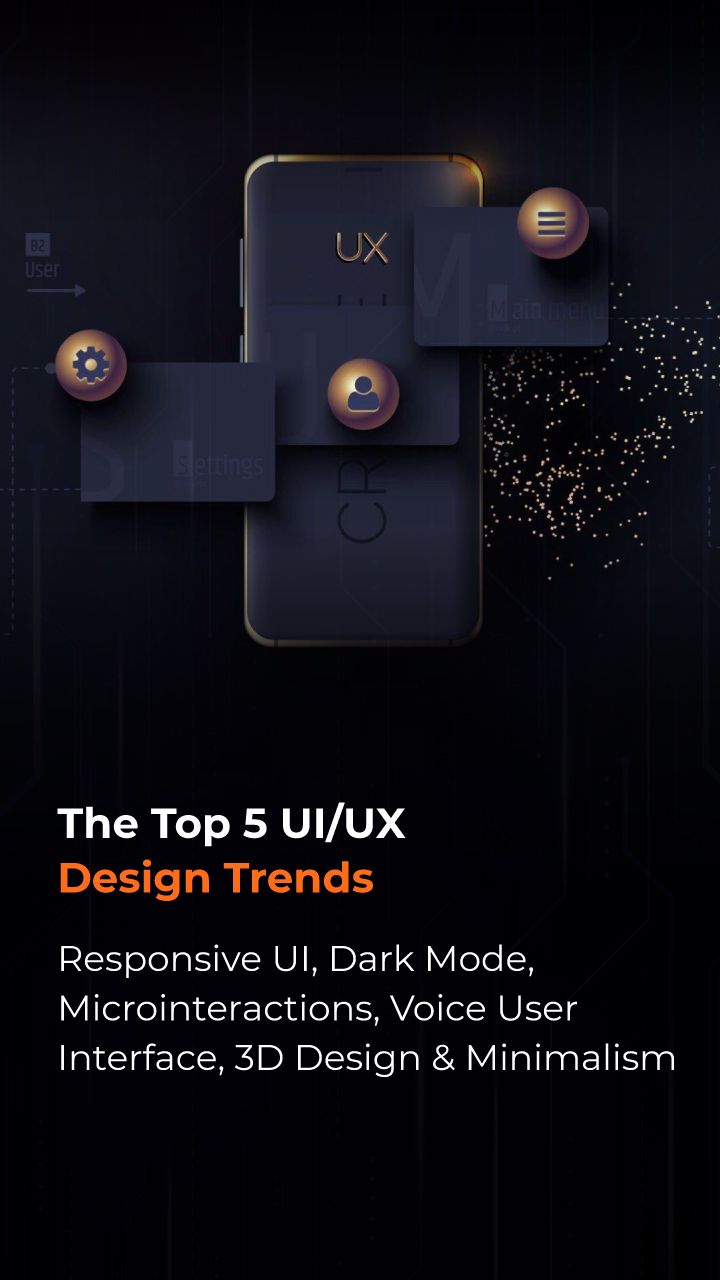 UX
B2
User
Main menu
Settings
CR
The Top 5 UI/UX
Design Trends
Responsive UI, Dark Mode,
Microinteractions, Voice User
Interface, 3D Design & Minimalism